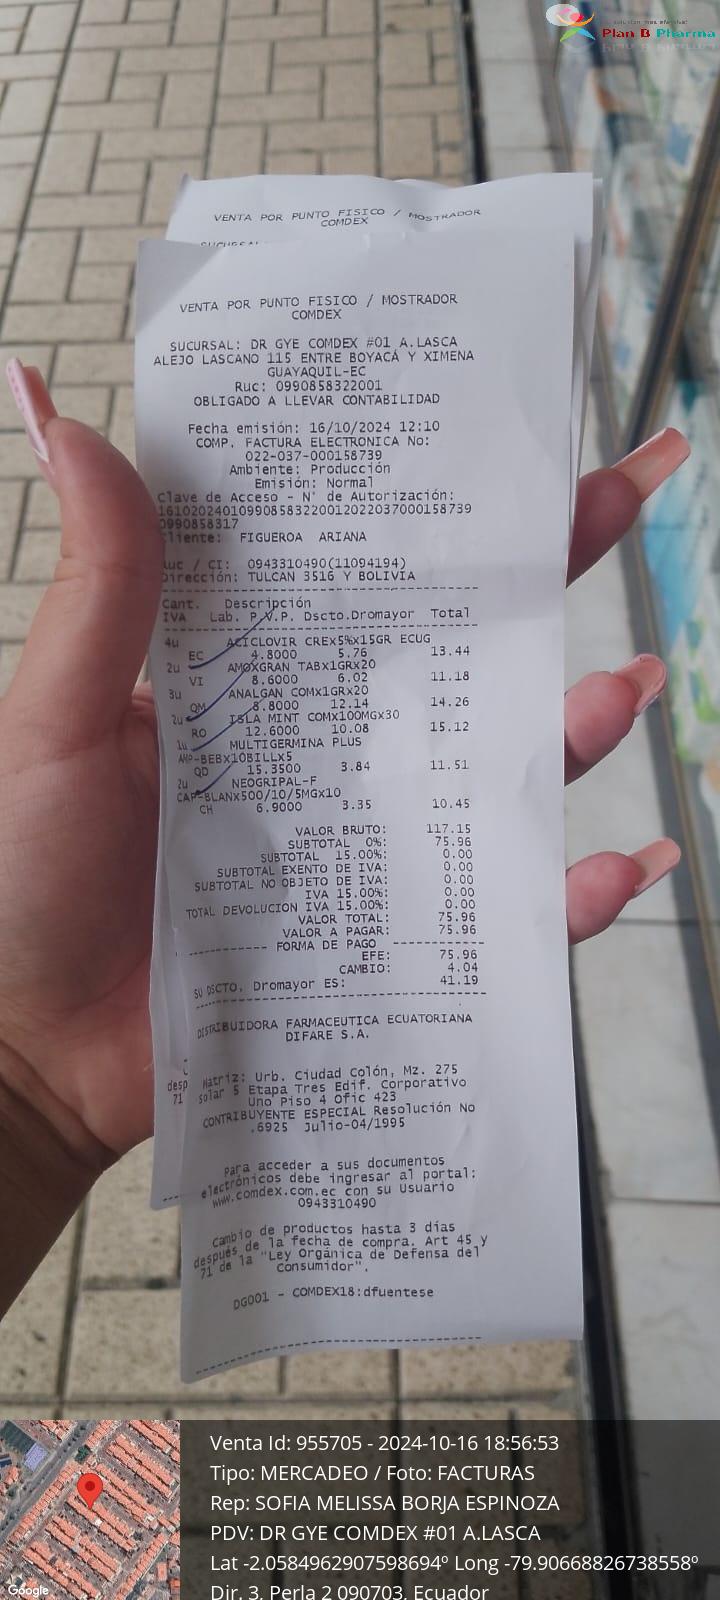 Plan B Pharma
VENTA POR PUNTO FISICO / MOSTRADOR
COMDEX
VENTA POR PUNTO FISICO / MOSTRADOR
COMDEX
SUCURSAL: DR GYE COMDEX #01 A.LASCA
ALEJO LASCANO 115 ENTRE BOYACÁ Y XIMENA
GUAYAQUIL-EC
Ruc: 0990858322001
OBLIGADO A LLEVAR CONTABILIDAD
Fecha emisión: 16/10/2024 12:10
COMP. FACTURA ELECTRONICA No:
022-037-000158739
Ambiente: Producción
Emisión: Normal
Clave de Acceso - N° de Autorización:
161020240109908583220012022037000158739
0990858317
Cliente: FIGUEROA ARIANA
Ruc / CI: 0943310490(11094194)
Dirección: TULCAN 3516 Y BOLIVIA
Cant. Descripción
IVA Lab. P.V.P. Dscto.Dromayor Total
4u ACICLOVIR CREx5%x15GR ECUG
EC 4.8000 5.76 13.44
2u AMOXGRAN TABx1GRx20
VI 8.6000 6.02 11.18
3u ANALGAN COMx1GRx20
QM 8.8000 12.14 14.26
2u ISLA MINT COMx100MGx30
RO 12.6000 10.08 15.12
1u MULTIGERMINA PLUS
AMP-BEBx10BILLx5
QD 15.3500 3.84 11.51
2u NEOGRIPAL-F
CAP-BLANx500/10/5MGx10
CH 6.9000 3.35 10.45
VALOR BRUTO: 117.15
SUBTOTAL 0%: 75.96
SUBTOTAL 15.00%: 0.00
SUBTOTAL EXENTO DE IVA: 0.00
SUBTOTAL NO OBJETO DE IVA: 0.00
IVA 15.00%: 0.00
TOTAL DEVOLUCION IVA 15.00%: 0.00
VALOR TOTAL: 75.96
VALOR A PAGAR: 75.96
---------- FORMA DE PAGO ----------
EFE: 75.96
CAMBIO: 4.04
SU DSCTO. Dromayor ES: 41.19
DISTRIBUIDORA FARMACEUTICA ECUATORIANA
DIFARE S.A.
Matriz: Urb. Ciudad Colón, Mz. 275
solar 5 Etapa Tres Edif. Corporativo
Uno Piso 4 Ofic 423
CONTRIBUYENTE ESPECIAL Resolución No
.6925 Julio-04/1995
desp
71
Para acceder a sus documentos
electrónicos debe ingresar al portal:
www.comdex.com.ec con su Usuario
0943310490
Cambio de productos hasta 3 días
después de la fecha de compra. Art 45 y
71 de la "Ley Orgánica de Defensa del
Consumidor".
DG001 - COMDEX18:dfuentese
Venta Id: 955705 - 2024-10-16 18:56:53
Tipo: MERCADEO / Foto: FACTURAS
Rep: SOFIA MELISSA BORJA ESPINOZA
PDV: DR GYE COMDEX #01 A.LASCA
Lat -2.0584962907598694º Long -79.90668826738558º
Dir. 3, Perla 2 090703, Ecuador
Google